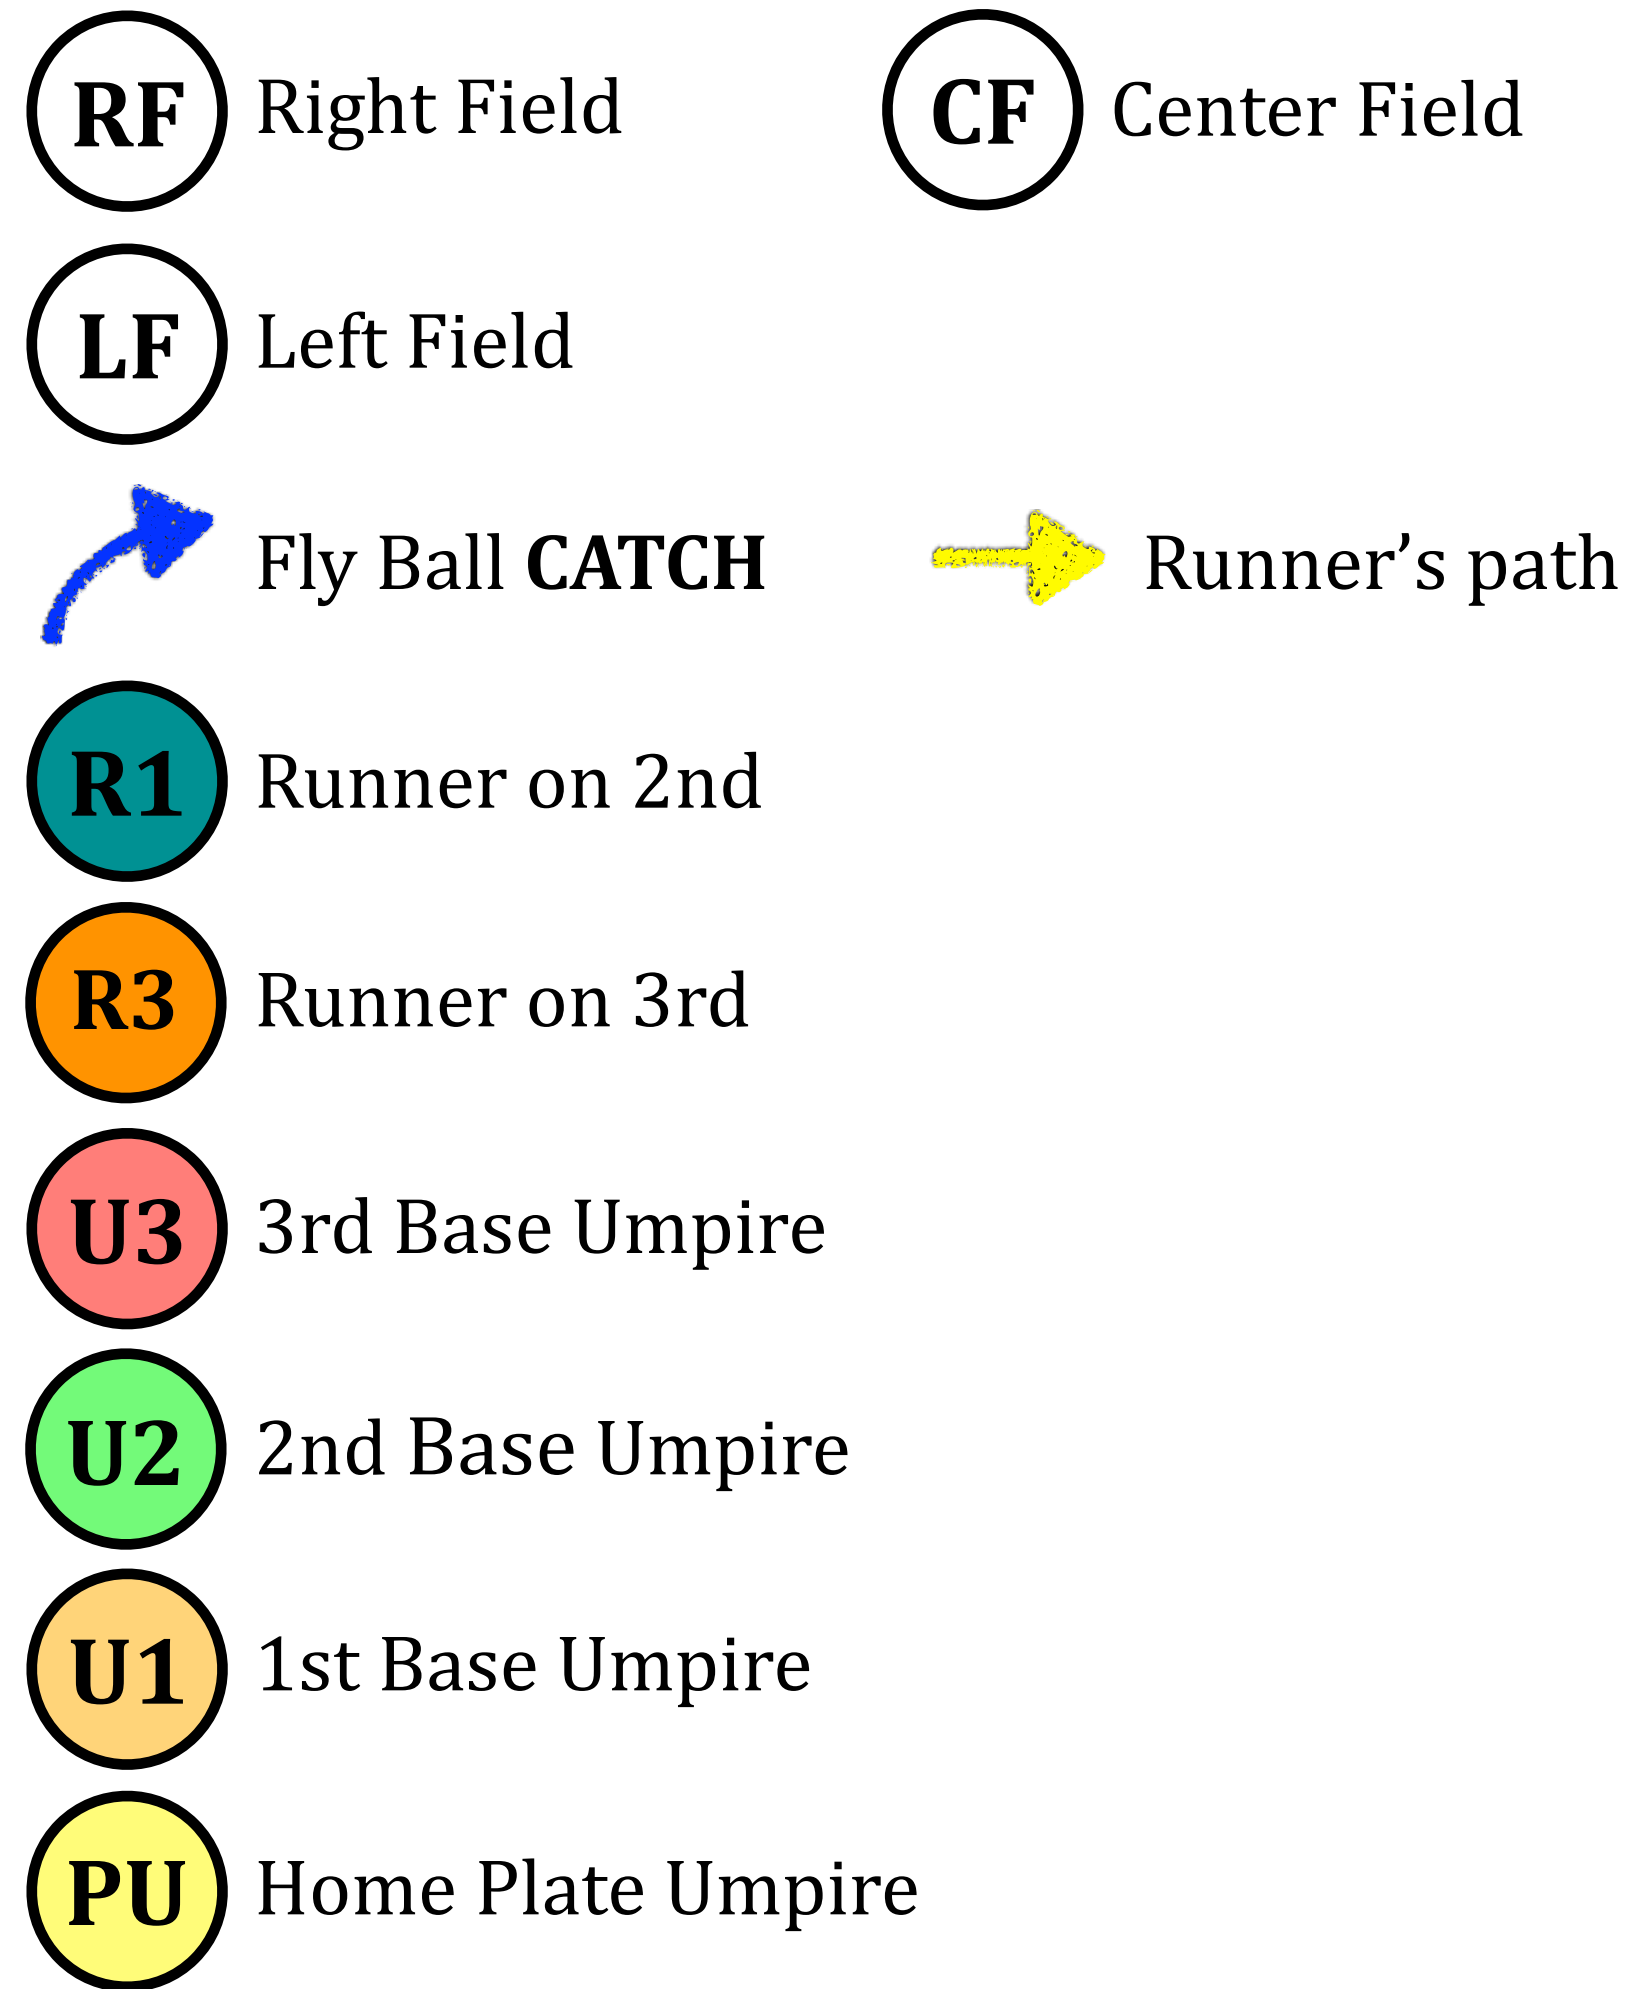 RF Right Field
CF Center Field
LF Left Field
Fly Ball CATCH
Runner’s path
R1 Runner on 2nd
R3 Runner on 3rd
U3 3rd Base Umpire
U2 2nd Base Umpire
U1 1st Base Umpire
PU Home Plate Umpire